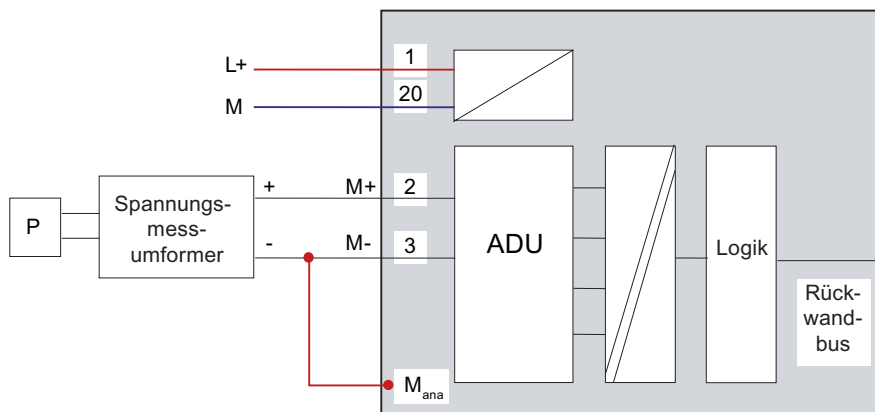 L+
1
M
20
P
Spannungs-
mess-
umformer
+
M+
2
-
M-
3
ADU
Logik
Rück-
wand-
bus
Mana